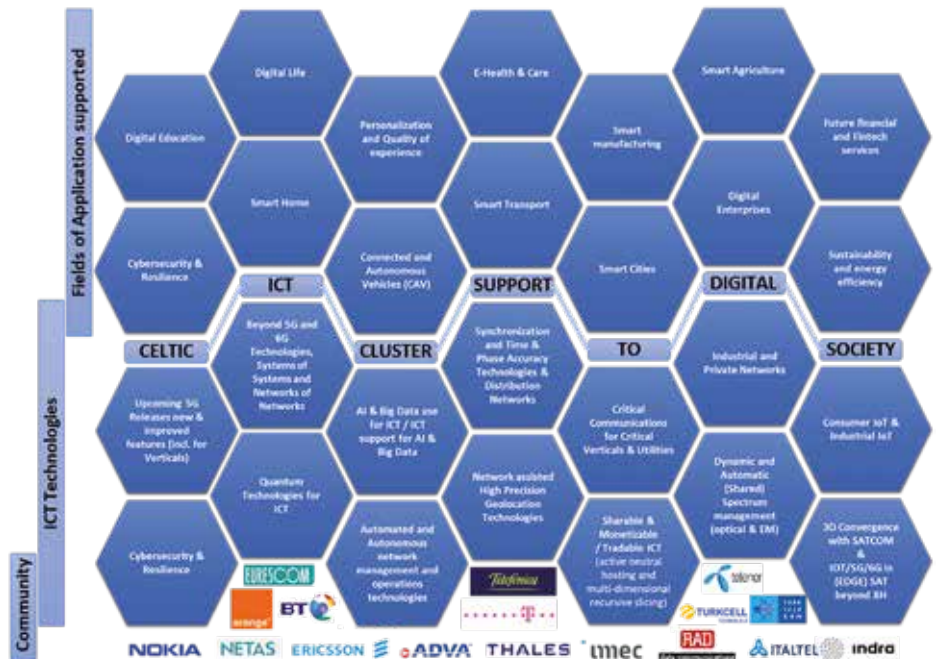 Fields of Application supported
Digital Life
E-Health & Care
Smart Agriculture
Digital Education
Personalization
and Quality of
experience
Smart
manufacturing
Future financial
and Fintech
services
Smart Home
Smart Transport
Digital
Enterprises
Cybersecurity &
Resilience
Connected and
Autonomous
Vehicles (CAV)
Smart Cities
Sustainability
and energy
efficiency
CELTIC
ICT
CLUSTER
SUPPORT
TO
DIGITAL
SOCIETY
ICT Technologies
Beyond 5G and
6G
Technologies,
Systems of
Systems and
Networks of
Networks
Synchronization
and Time &
Phase Accuracy
Technologies &
Distribution
Networks
Industrial and
Private Networks
Upcoming 5G
Releases new &
improved
features (incl. for
Verticals)
AI & Big Data use
for ICT / ICT
support for AI &
Big Data
Critical
Communications
for Critical
Verticals & Utilities
Consumer IoT &
Industrial IoT
Quantum
Technologies for
ICT
Network assisted
High Precision
Geolocation
Technologies
Dynamic and
Automatic
(Shared)
Spectrum
management
(optical & EM)
Cybersecurity &
Resilience
Automated and
Autonomous
network
management and
operations
technologies
Sharable &
Monetizable
/ Tradable ICT
(active neutral
hosting and
multi-dimensional
recursive slicing)
3D Convergence
with SATCOM
&
IOT/5G/6G in
(EDGE) SAT
beyond BH
Community
EURESCOM
Telefónica
telenor
orange
BT
T
TURKCELL
TURK
TELEKOM
NOKIA
NETAS
ERICSSON
ADVA
THALES
imec
RAD
ITALTEL
indra